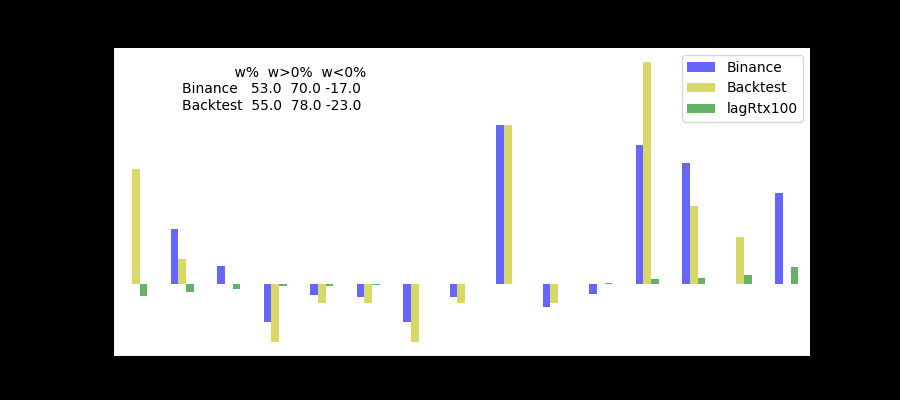 w% w>0% w<0%
Binance 53.0 70.0 -17.0
Backtest 55.0 78.0 -23.0
Binance
Backtest
lagRtx100